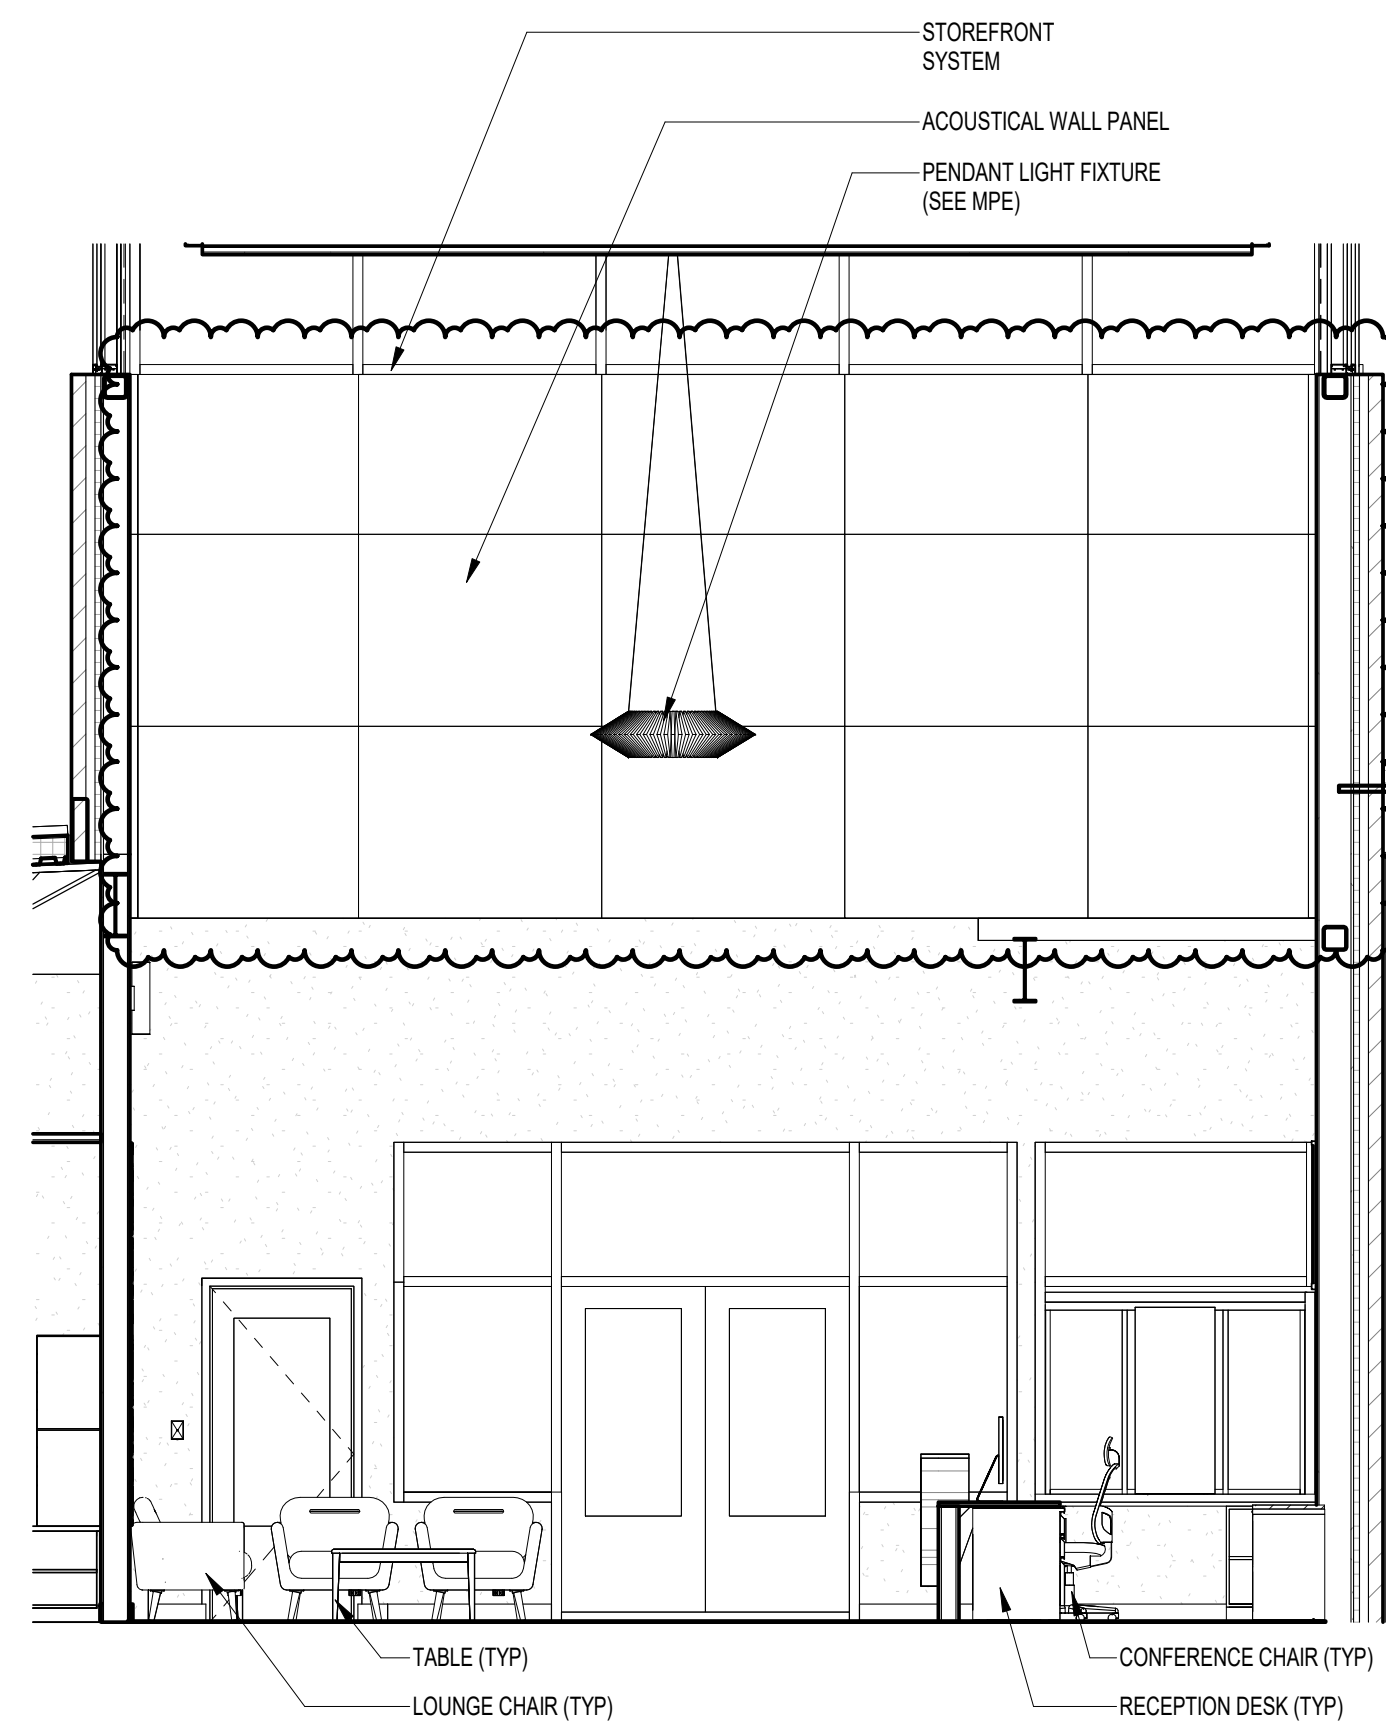 STOREFRONT
SYSTEM
ACOUSTICAL WALL PANEL
PENDANT LIGHT FIXTURE
(SEE MPE)
TABLE (TYP)
LOUNGE CHAIR (TYP)
CONFERENCE CHAIR (TYP)
RECEPTION DESK (TYP)